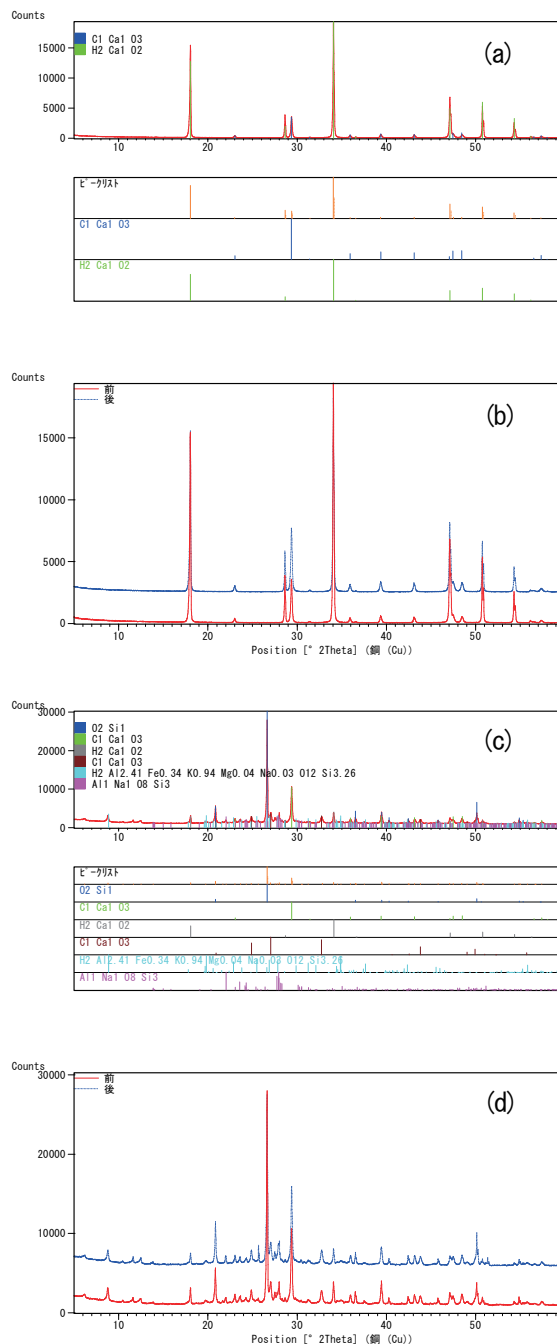 Counts
C1 Ca1 O3
H2 Ca1 O2
(a)
15000
10000
5000
0
10 20 30 40 50
ピークリスト
C1 Ca1 O3
H2 Ca1 O2
Counts
前
後
(b)
15000
10000
5000
0
10 20 30 40 50
Position [°2Theta] (銅 (Cu))
Counts
30000
O2 Si1
C1 Ca1 O3
H2 Ca1 O2
C1 Ca1 O3
H2 Al2.41 Fe0.34 K0.94 Mg0.04 Na0.03 O12 Si3.26
Al1 Na1 O8 Si3
(c)
20000
10000
0
10 20 30 40 50
ピークリスト
O2 Si1
C1 Ca1 O3
H2 Ca1 O2
C1 Ca1 O3
H2 Al2.41 Fe0.34 K0.94 Mg0.04 Na0.03 O12 Si3.26
Al1 Na1 O8 Si3
Counts
30000
前
後
(d)
20000
10000
0
10 20 30 40 50
Position [°2Theta] (銅 (Cu))